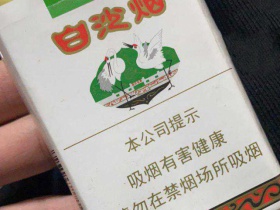 白沙烟
本公司提示
吸烟有害健康
请勿在禁烟场所吸烟